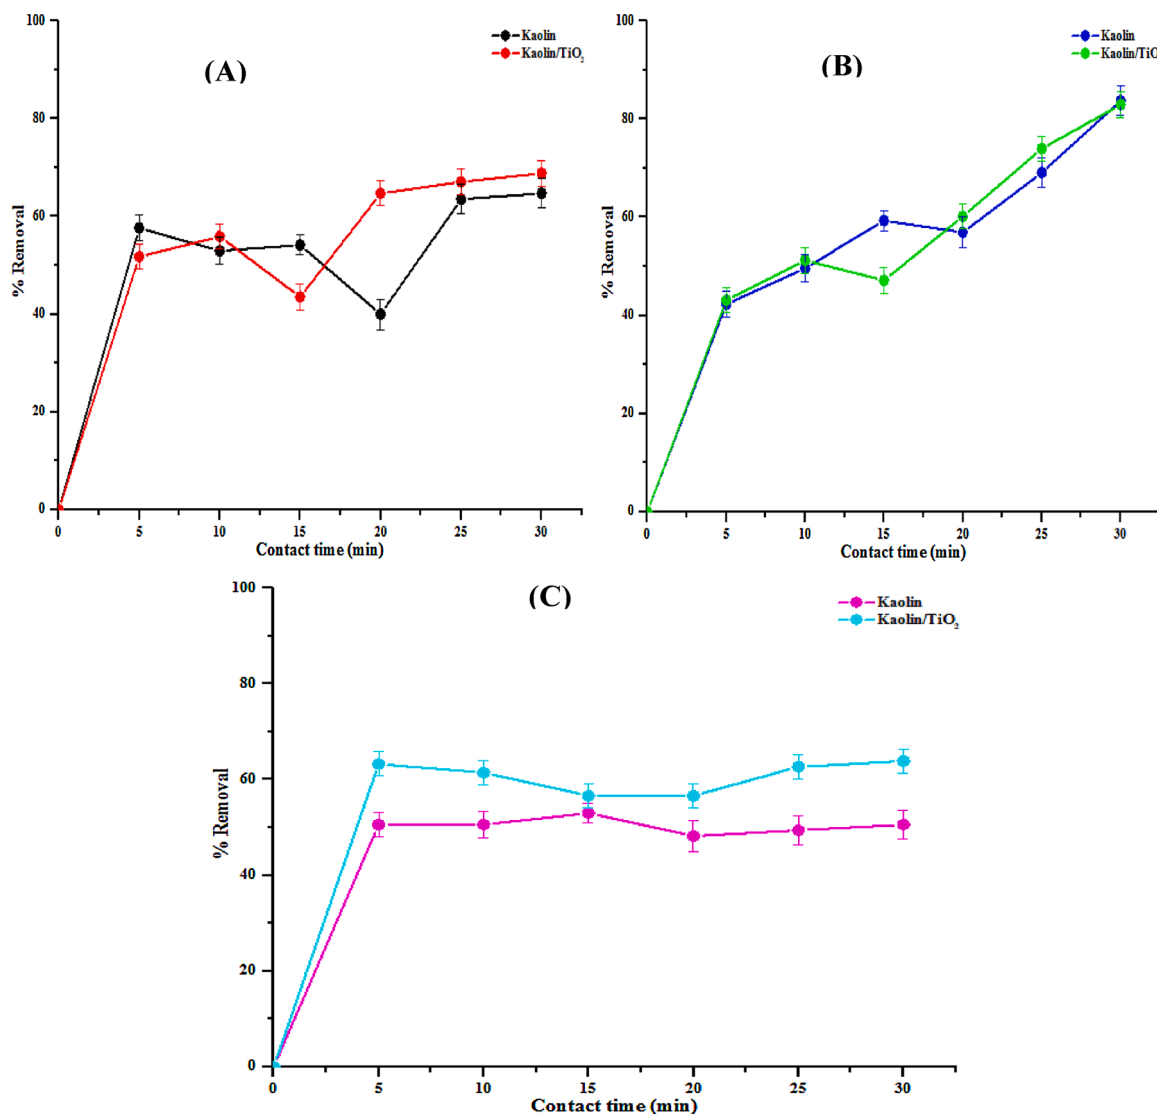 (A)
Kaolin
Kaolin/TiO₂
% Removal
100
80
60
40
20
0
0 5 10 15 20 25 30
Contact time (min)
(B)
Kaolin
Kaolin/TiO
% Removal
100
80
60
40
20
0
0 5 10 15 20 25 30
Contact time (min)
(C)
Kaolin
Kaolin/TiO₂
% Removal
100
80
60
40
20
0
0 5 10 15 20 25 30
Contact time (min)